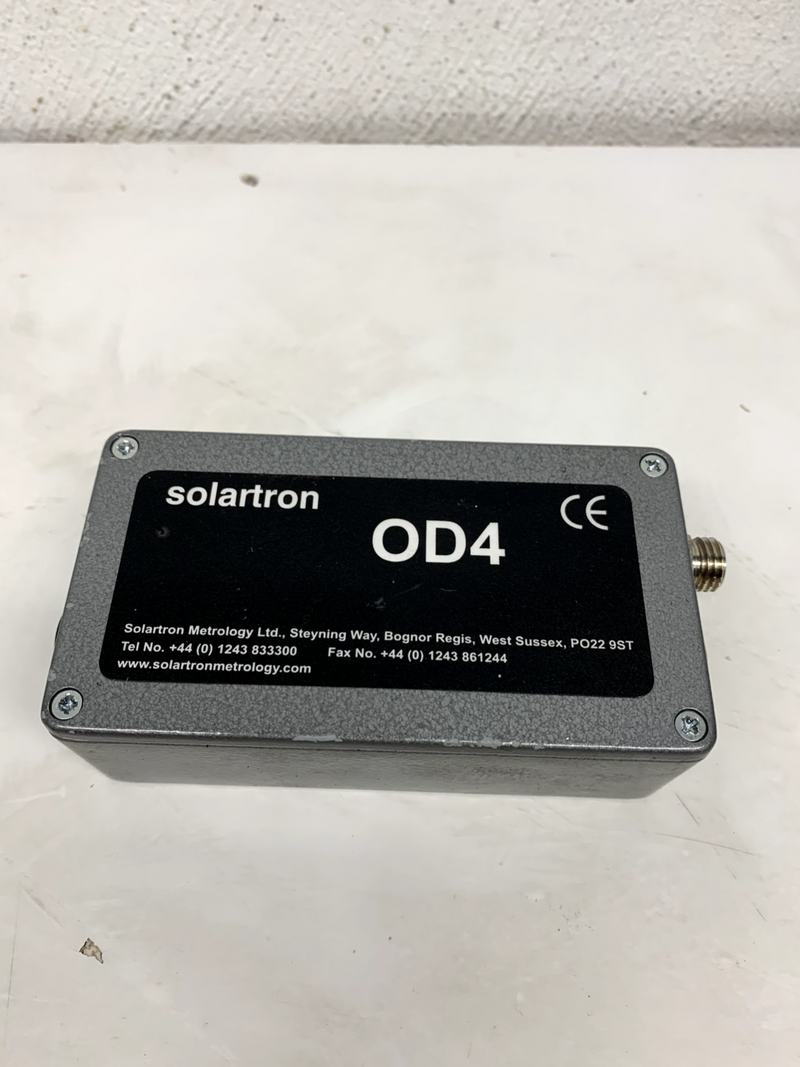 solartron
CE
OD4
Solartron Metrology Ltd., Steyning Way, Bognor Regis, West Sussex, PO22 9ST
Tel No. +44 (0) 1243 833300 Fax No. +44 (0) 1243 861244
www.solartronmetrology.com